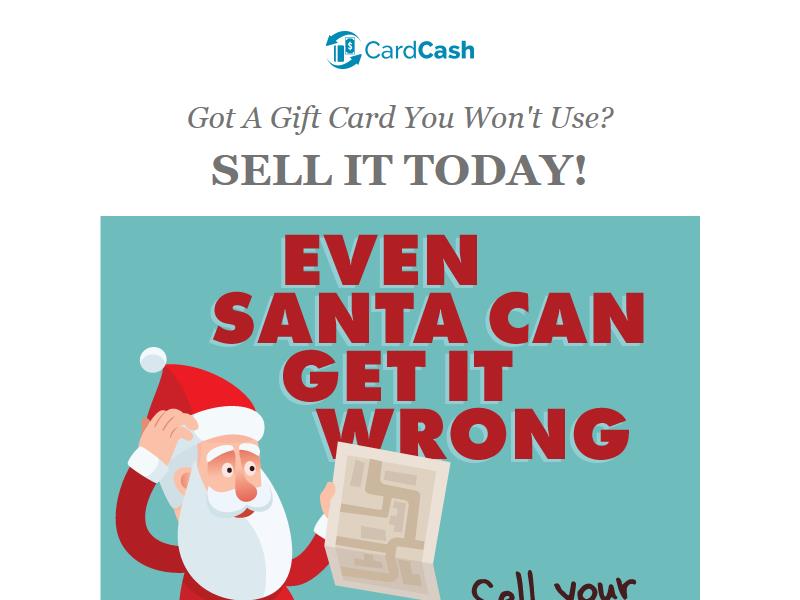 CardCash
Got A Gift Card You Won't Use?
SELL IT TODAY!
EVEN
SANTA CAN
GET IT
WRONG
Sell your